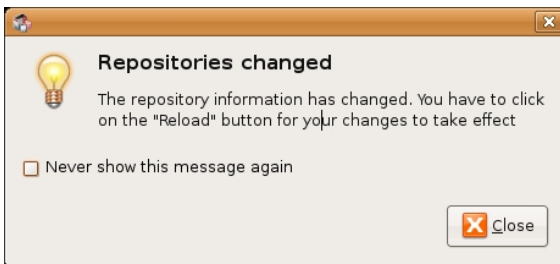 Repositories changed
The repository information has changed. You have to click
on the "Reload" button for your changes to take effect
Never show this message again
Close